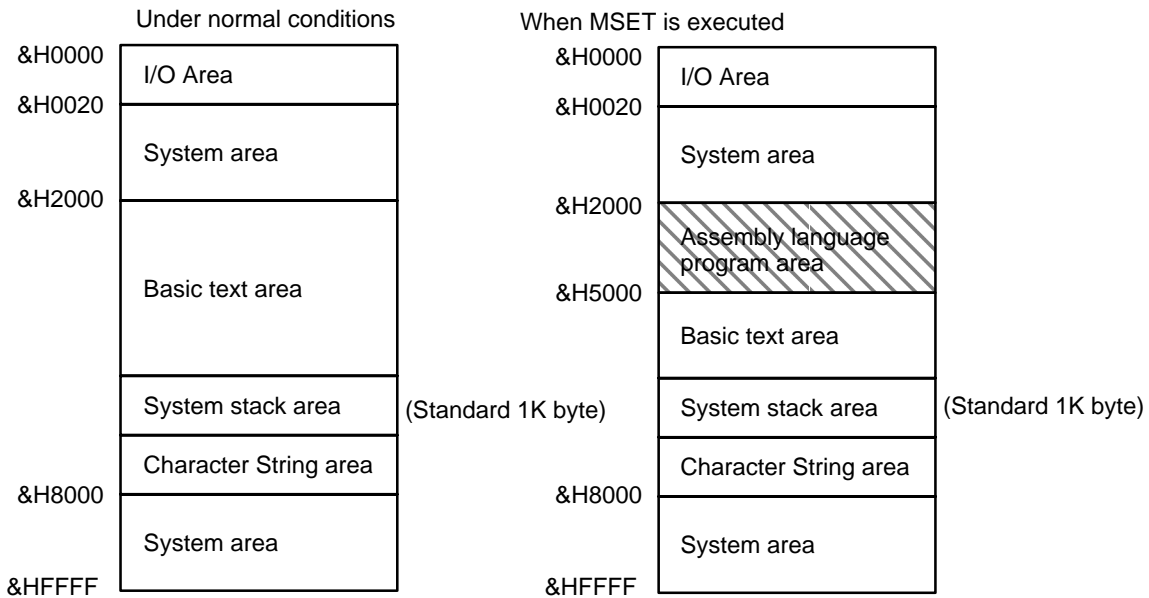 Under normal conditions
&H0000
I/O Area
&H0020
System area
&H2000
Basic text area
System stack area
(Standard 1K byte)
Character String area
&H8000
System area
&HFFFF
When MSET is executed
&H0000
I/O Area
&H0020
System area
&H2000
Assembly language
program area
&H5000
Basic text area
System stack area
(Standard 1K byte)
Character String area
&H8000
System area
&HFFFF